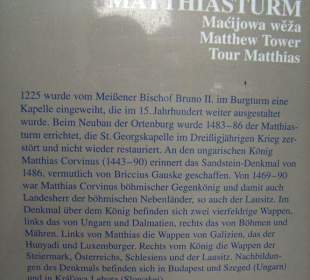 MATTHIASTURM
Maćijowa wěža
Matthew Tower
Tour Matthias
1225 wurde vom Meißener Bischof Bruno II. im Burgturm eine
Kapelle eingeweiht, die im 15. Jahrhundert weiter ausgestaltet
wurde. Beim Neubau der Ortenburg wurde 1483–86 der Matthias-
turm errichtet, die St. Georgskapelle im Dreißigjährigen Krieg zer-
stört und nicht wieder restauriert. An den ungarischen König
Matthias Corvinus (1443–90) erinnert das Sandstein-Denkmal von
1486, vermutlich von Briccius Gauske geschaffen. Von 1469–90
war Matthias Corvinus böhmischer Gegenkönig und damit auch
Landesherr der böhmischen Nebenländer, so auch der Lausitz. Im
Denkmal über dem König befinden sich zwei vierfeldrige Wappen,
links das von Ungarn und Dalmatien, rechts das von Böhmen und
Mähren. Links von Matthias die Wappen von Galizien, das der
Hunyadi und Luxemburger. Rechts vom König die Wappen der
Steiermark, Österreichs, Schlesiens und der Lausitz. Nachbildun-
gen des Denkmals befinden sich in Budapest und Szeged (Ungarn)
und in